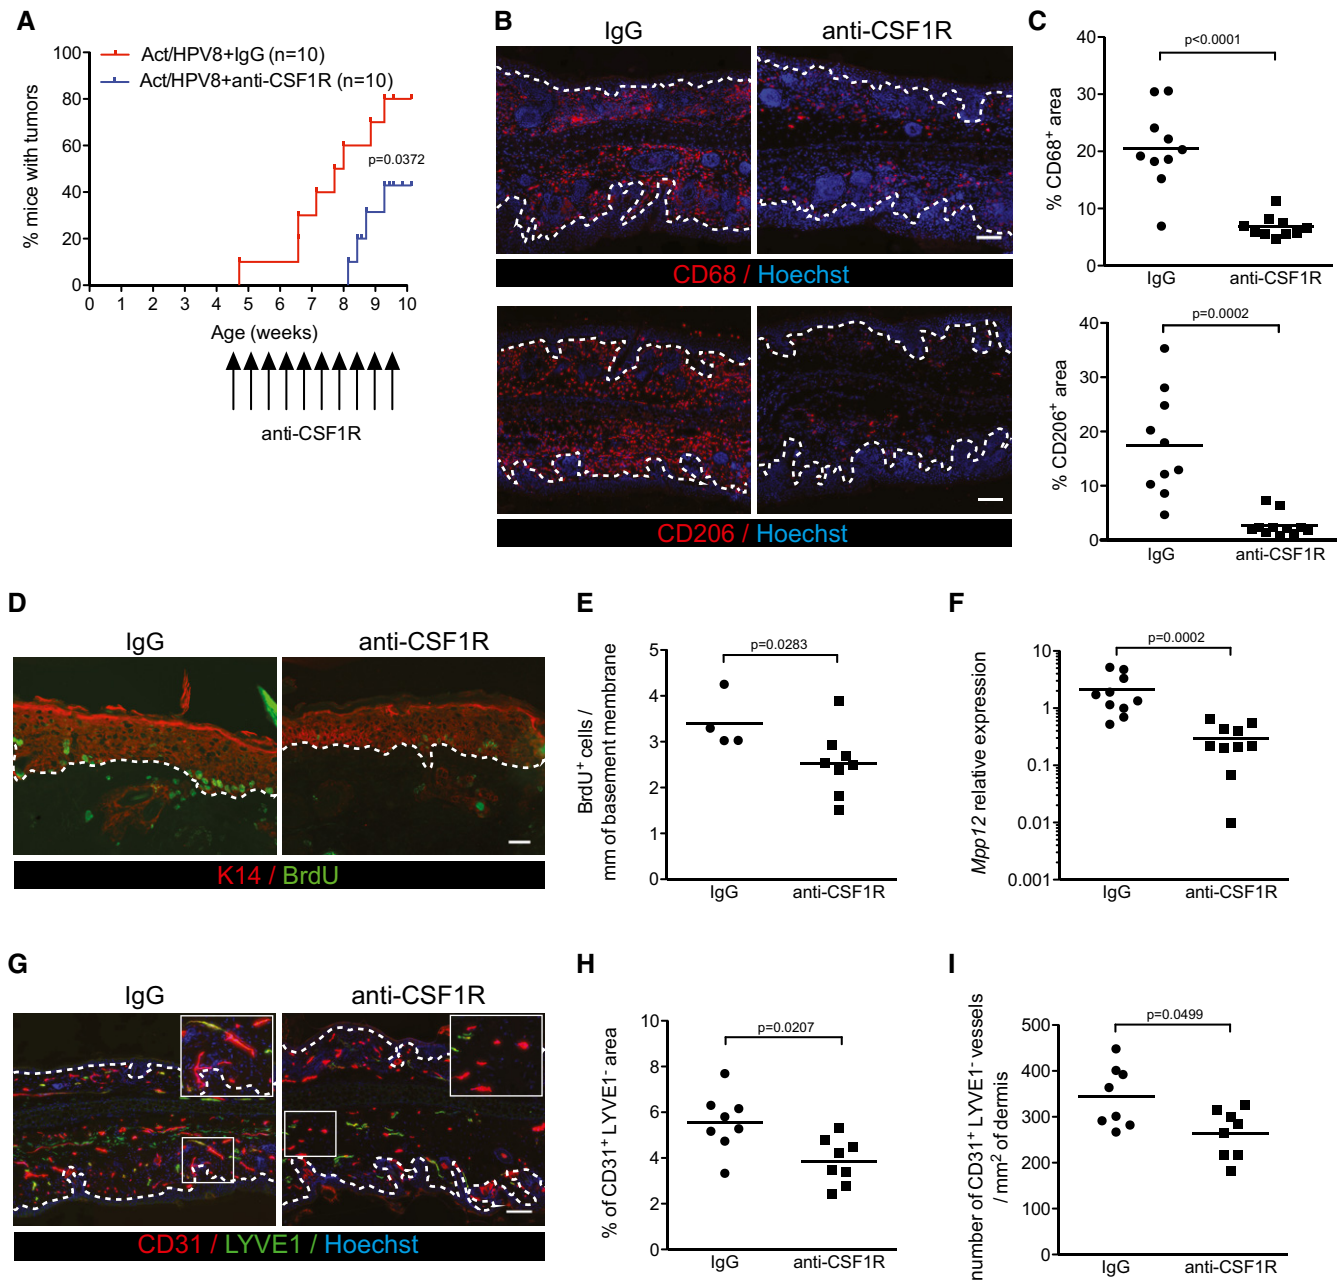 A
Act/HPV8+IgG (n=10)
Act/HPV8+anti-CSF1R (n=10)
% mice with tumors
100
80
60
40
20
0
p=0.0372
0 1 2 3 4 5 6 7 8 9 10
Age (weeks)
anti-CSF1R
B
IgG anti-CSF1R
CD68 / Hoechst
CD206 / Hoechst
C
% CD68⁺ area
40
30
20
10
0
p<0.0001
IgG anti-CSF1R
% CD206⁺ area
40
30
20
10
0
p=0.0002
IgG anti-CSF1R
D
IgG anti-CSF1R
K14 / BrdU
E
BrdU⁺ cells /
mm of basement membrane
5
4
3
2
1
0
p=0.0283
IgG anti-CSF1R
F
Mpp12 relative expression
10
1
0.1
0.01
0.001
p=0.0002
IgG anti-CSF1R
G
IgG anti-CSF1R
CD31 / LYVE1 / Hoechst
H
% of CD31⁺ LYVE1⁻ area
10
8
6
4
2
0
p=0.0207
IgG anti-CSF1R
I
number of CD31⁺ LYVE1⁻ vessels
/ mm² of dermis
500
400
300
200
100
0
p=0.0499
IgG anti-CSF1R